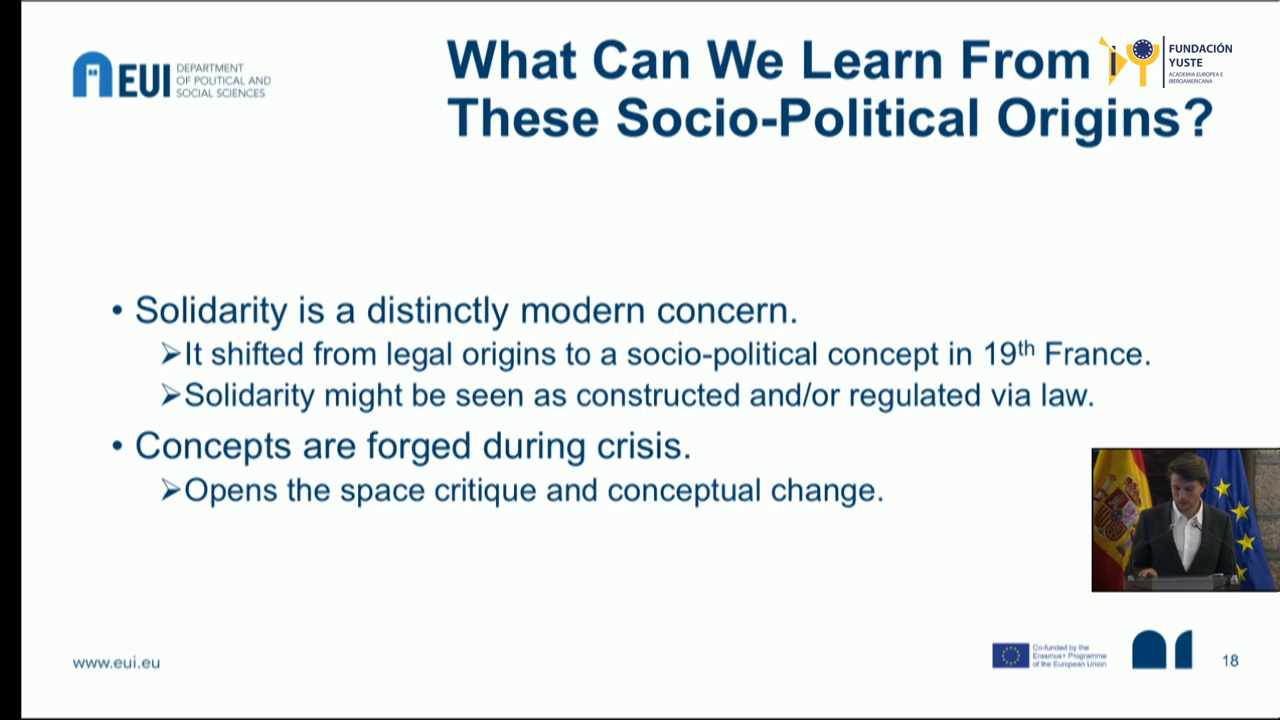 EUI
DEPARTMENT
OF POLITICAL AND
SOCIAL SCIENCES
What Can We Learn From
These Socio-Political Origins?
FUNDACIÓN
YUSTE
ACADEMIA EUROPEA E
IBEROAMERICANA
• Solidarity is a distinctly modern concern.
➢It shifted from legal origins to a socio-political concept in 19th France.
➢Solidarity might be seen as constructed and/or regulated via law.
• Concepts are forged during crisis.
➢Opens the space critique and conceptual change.
www.eui.eu
Co-funded by the
Erasmus+ Programme
of the European Union
18